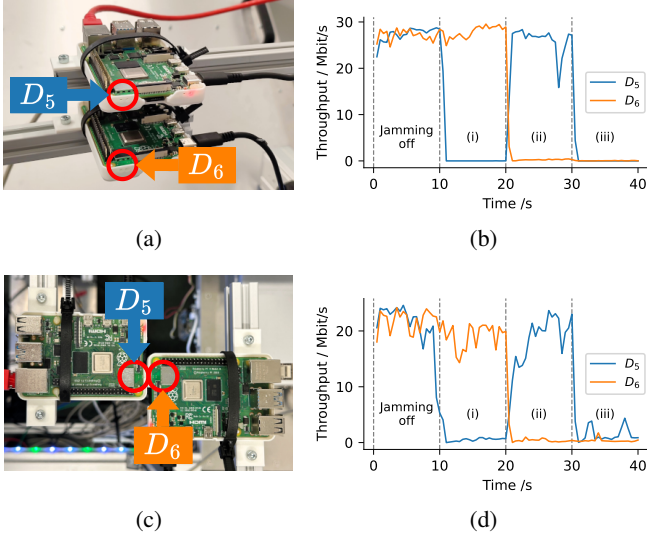 D5
D6
(a)
Throughput / Mbit/s
30
20
10
0
Jamming
off
(i)
(ii)
(iii)
D5
D6
0
10
20
30
40
Time /s
(b)
D5
D6
(c)
Throughput / Mbit/s
20
10
0
Jamming
off
(i)
(ii)
(iii)
D5
D6
0
10
20
30
40
Time /s
(d)